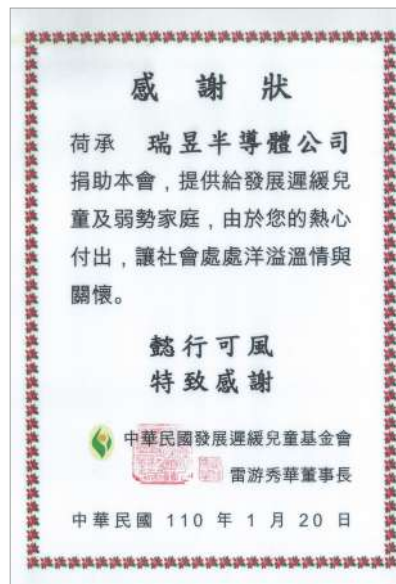 感謝狀
荷承 瑞昱半導體公司
捐助本會，提供給發展遲緩兒
童及弱勢家庭，由於您的熱心
付出，讓社會處處洋溢溫情與
關懷。
懿行可風
特致感謝
中華民國發展遲緩兒童基金會
雷游秀華董事長
中華民國 110 年 1 月 20 日